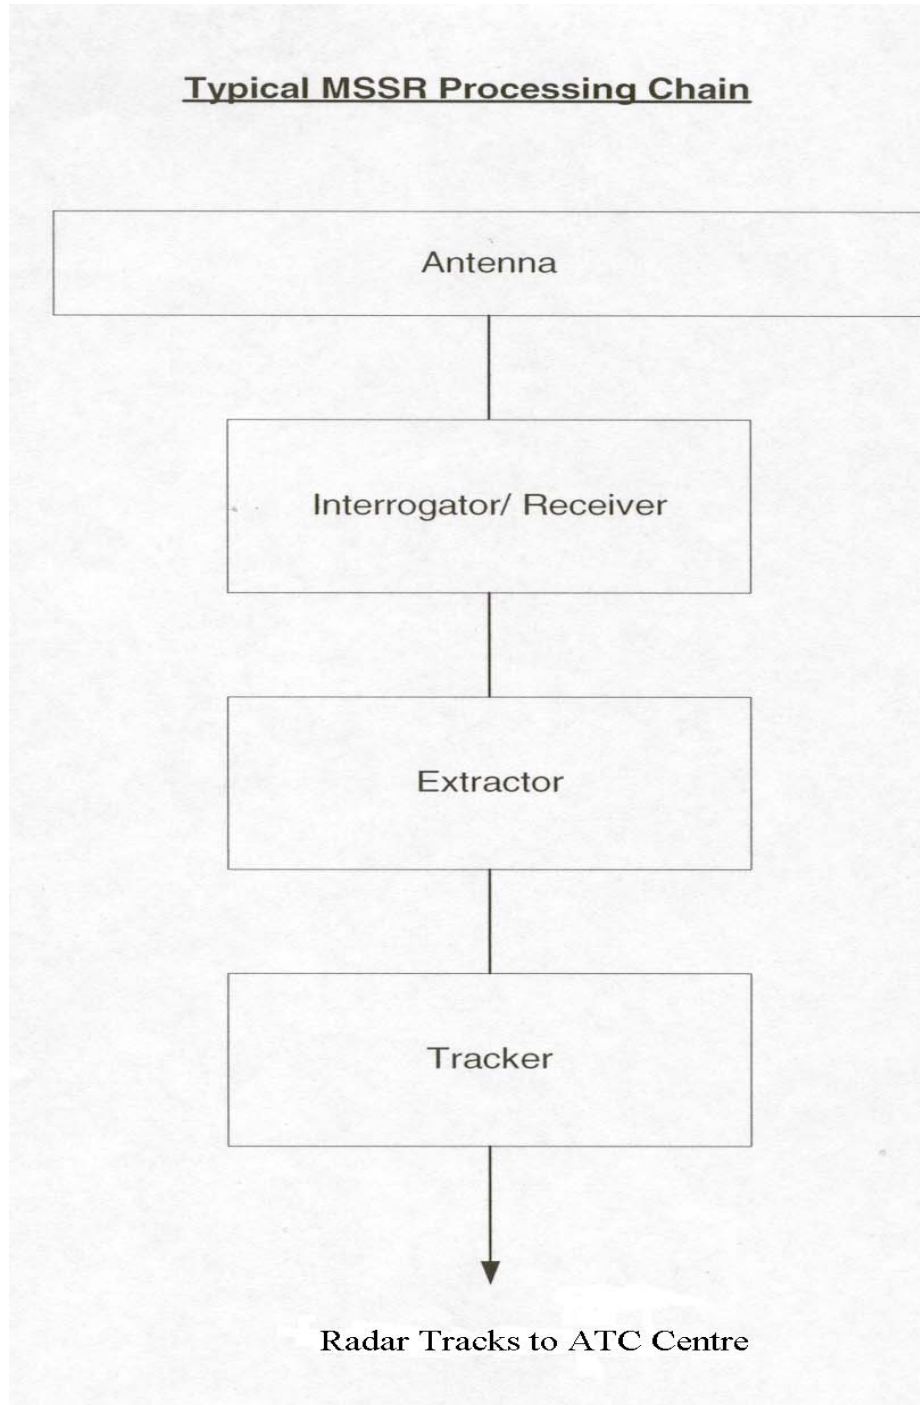 Typical MSSR Processing Chain
Antenna
Interrogator/ Receiver
Extractor
Tracker
Radar Tracks to ATC Centre